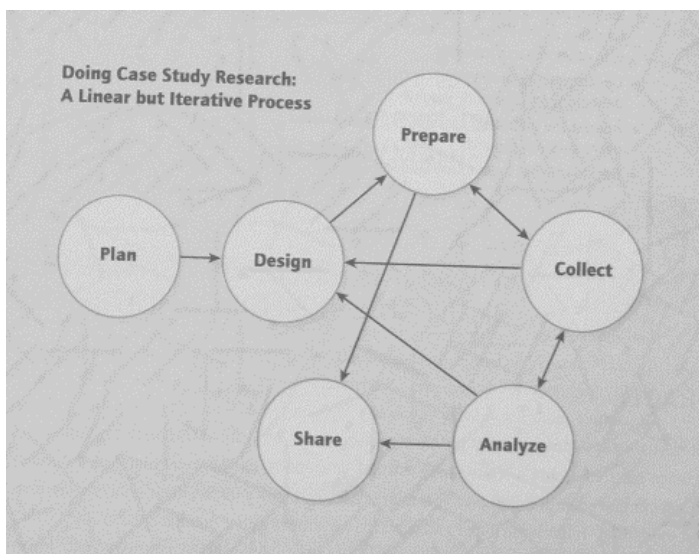 Doing Case Study Research:
A Linear but Iterative Process
Prepare
Plan
Design
Collect
Share
Analyze